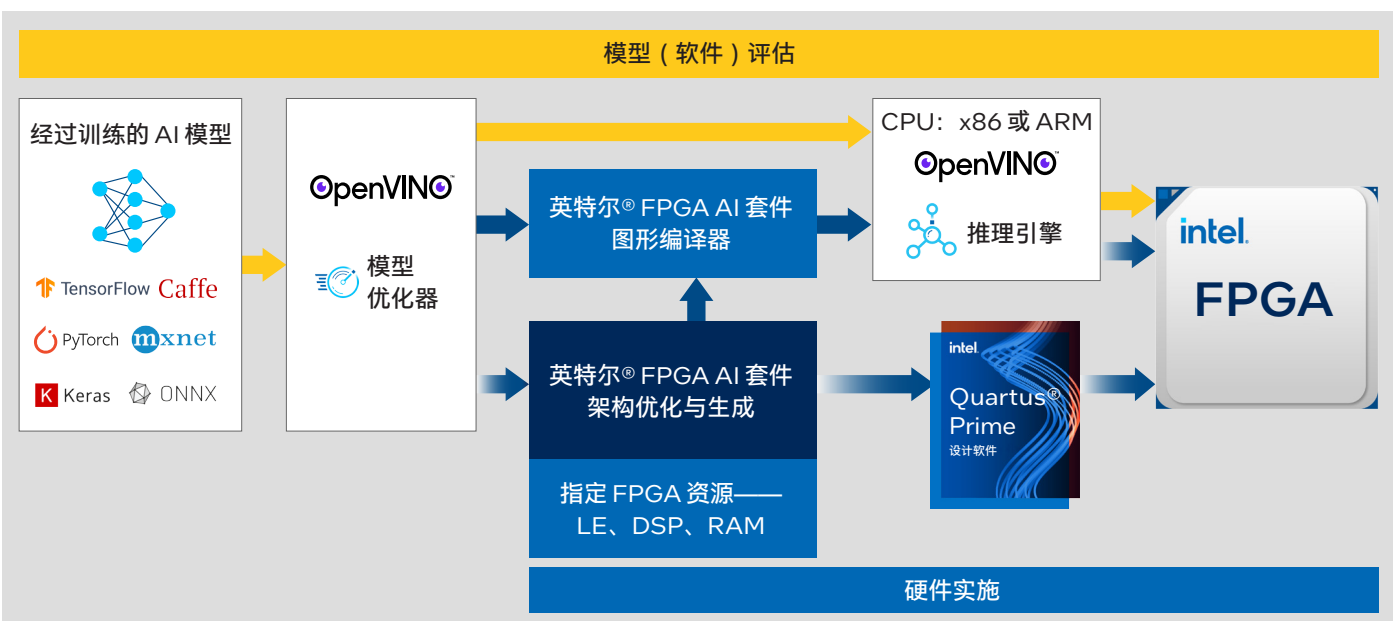 模型（软件）评估
经过训练的 AI 模型
TensorFlow Caffe
PyTorch mxnet
K Keras ONNX
OpenVINO™
模型
优化器
英特尔® FPGA AI 套件
图形编译器
英特尔® FPGA AI 套件
架构优化与生成
指定 FPGA 资源——
LE、DSP、RAM
CPU：x86 或 ARM
OpenVINO™
推理引擎
intel
Quartus®
Prime
设计软件
intel.
FPGA
硬件实施